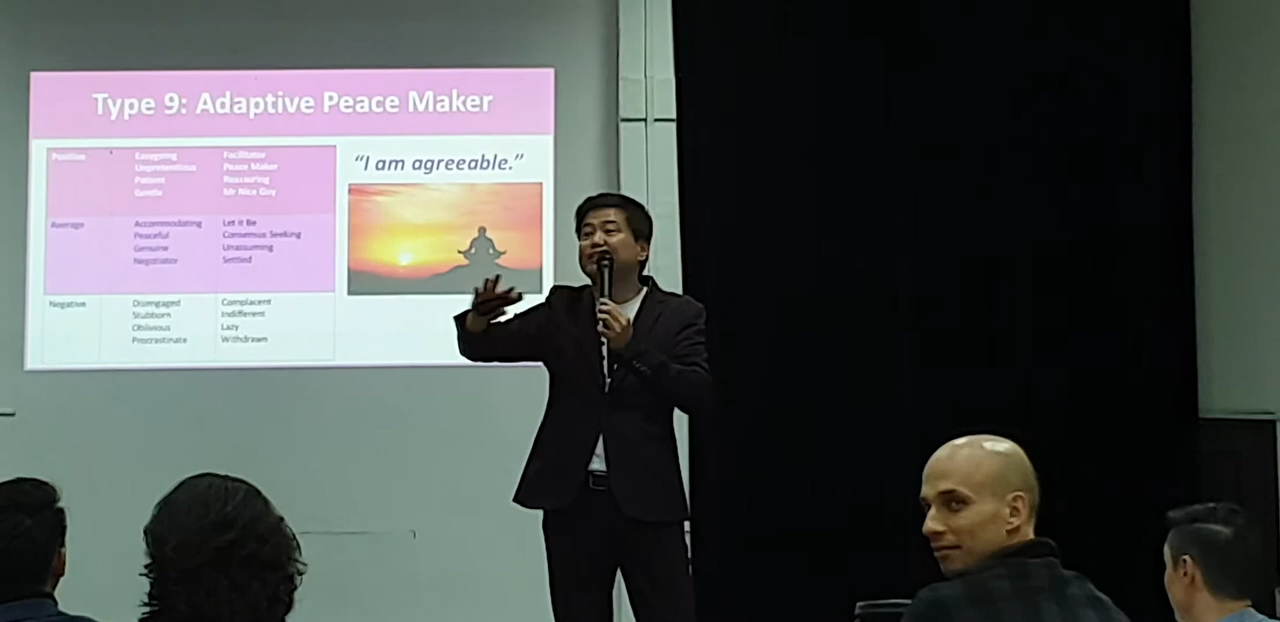 Type 9: Adaptive Peace Maker
Positive
Easygoing
Unpretentious
Patient
Gentle
Facilitator
Peace Maker
Reassuring
Mr Nice Guy
Average
Accommodating
Peaceful
Genuine
Negotiator
Let it Be
Consensus Seeking
Unassuming
Settled
Negative
Disengaged
Stubborn
Oblivious
Procrastinate
Complacent
Indifferent
Lazy
Withdrawn
“I am agreeable.”